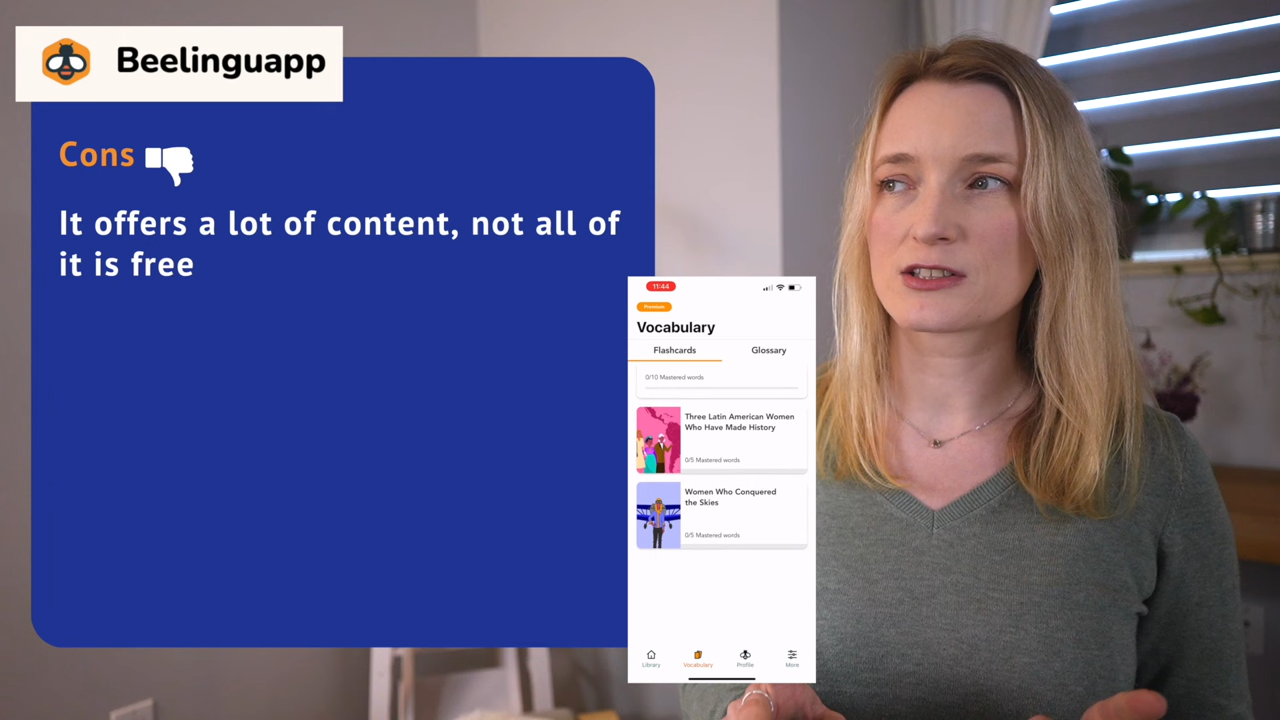 Beelinguapp
Cons
It offers a lot of content, not all of
it is free
11:44
Premium
Vocabulary
Flashcards
Glossary
0/10 Mastered words
Three Latin American Women
Who Have Made History
0/5 Mastered words
Women Who Conquered
the Skies
0/5 Mastered words
Library
Vocabulary
Profile
More